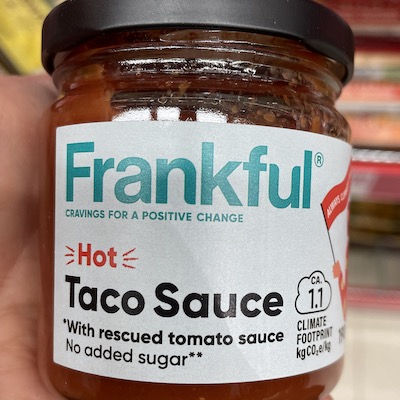 Frankful®
CRAVINGS FOR A POSITIVE CHANGE
Hot
Taco Sauce
*With rescued tomato sauce
No added sugar**
CA.
1.1
CLIMATE
FOOTPRINT
kgCO₂e/kg